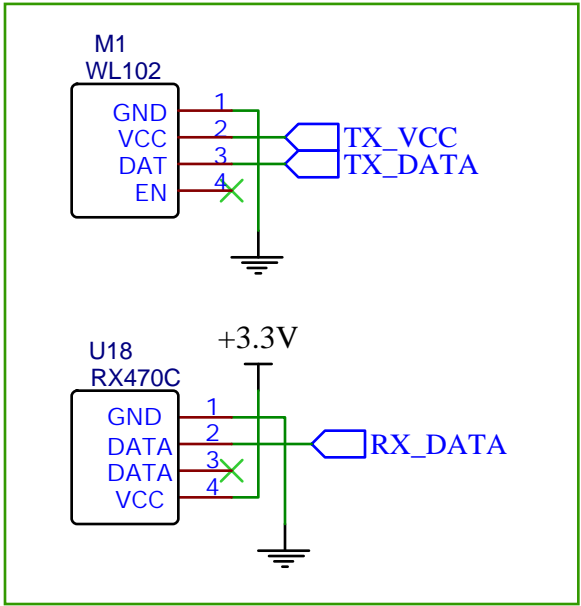 M1
WL102
GND 1
VCC 2 TX_VCC
DAT 3 TX_DATA
EN 4
+3.3V
U18
RX470C
GND 1
DATA 2 RX_DATA
DATA 3
VCC 4